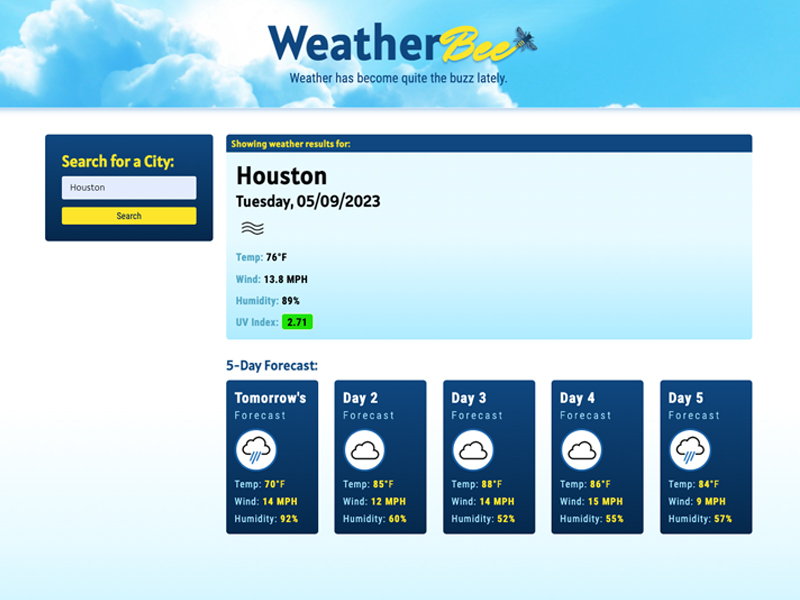 WeatherBee
Weather has become quite the buzz lately.
Search for a City:
Houston
Search
Showing weather results for:
Houston
Tuesday, 05/09/2023
Temp: 76°F
Wind: 13.8 MPH
Humidity: 89%
UV Index: 2.71
5-Day Forecast:
Tomorrow's
Forecast
Temp: 70°F
Wind: 14 MPH
Humidity: 92%
Day 2
Forecast
Temp: 85°F
Wind: 12 MPH
Humidity: 60%
Day 3
Forecast
Temp: 88°F
Wind: 14 MPH
Humidity: 52%
Day 4
Forecast
Temp: 86°F
Wind: 15 MPH
Humidity: 55%
Day 5
Forecast
Temp: 84°F
Wind: 9 MPH
Humidity: 57%